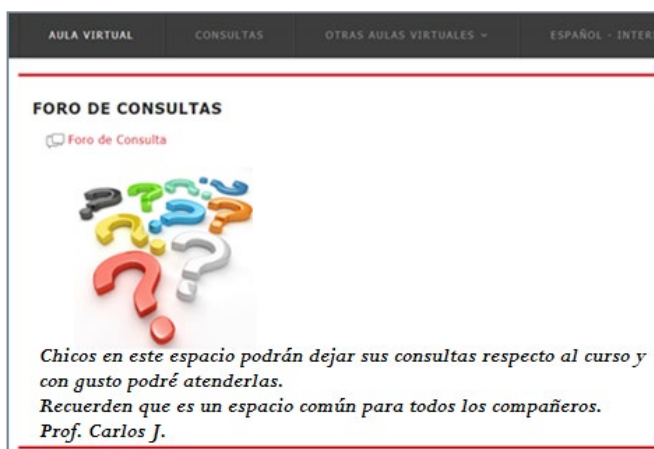 AULA VIRTUAL CONSULTAS OTRAS AULAS VIRTUALES ESPAÑOL - INTER
FORO DE CONSULTAS
Foro de Consulta
Chicos en este espacio podrán dejar sus consultas respecto al curso y
con gusto podré atenderlas.
Recuerden que es un espacio común para todos los compañeros.
Prof. Carlos J.